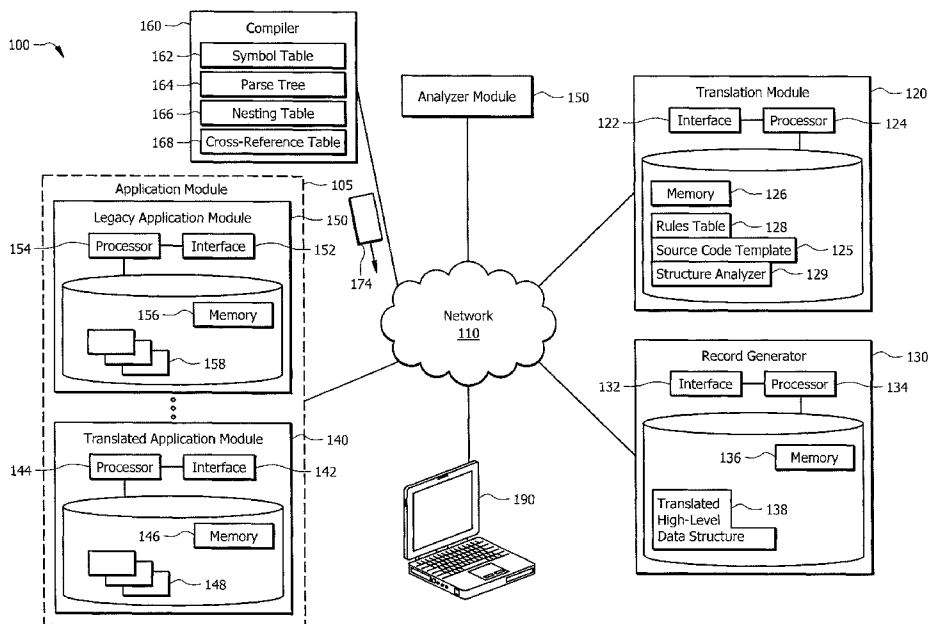 100
160
Compiler
162
Symbol Table
164
Parse Tree
166
Nesting Table
168
Cross-Reference Table
Analyzer Module
150
Translation Module
120
122
Interface
Processor
124
Memory
126
Rules Table
128
Source Code Template
125
Structure Analyzer
129
Application Module
105
Legacy Application Module
150
154
Processor
Interface
152
156
Memory
158
174
Network
110
Record Generator
130
132
Interface
Processor
134
136
Memory
Translated
High-Level
Data Structure
138
Translated Application Module
140
144
Processor
Interface
142
146
Memory
148
190